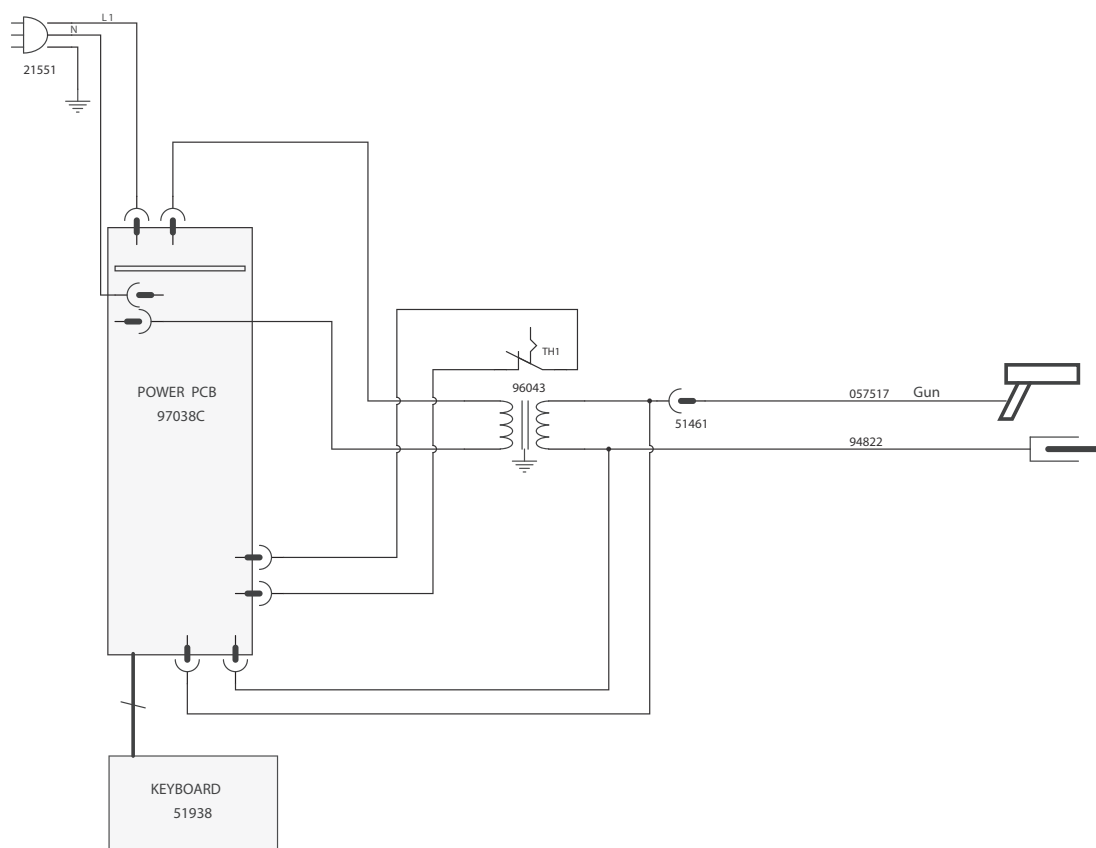 L1
N
21551
TH1
POWER PCB
97038C
96043
057517 Gun
51461
94822
KEYBOARD
51938